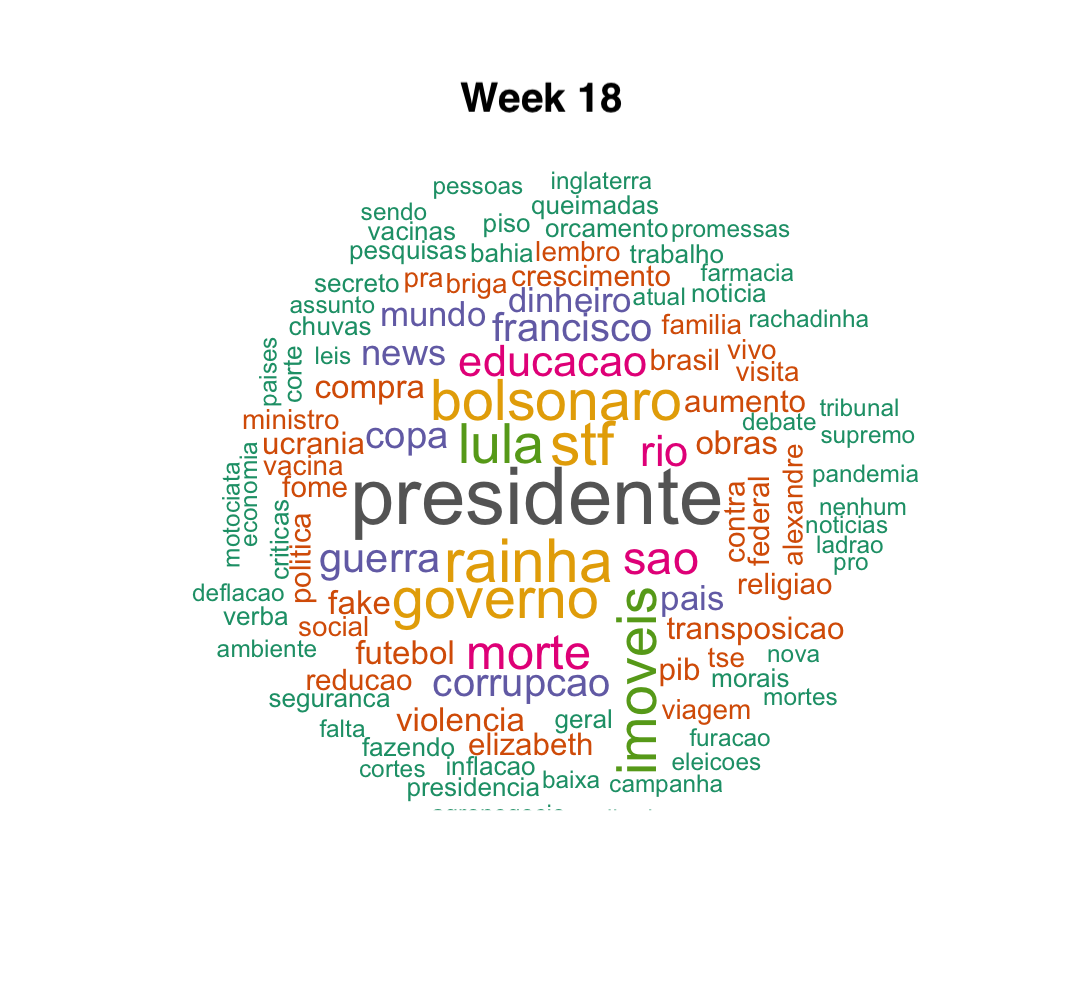 Week 18
pessoas inglaterra
sendo queimadas
vacinas piso orcamento promessas
pesquisas bahia lembro trabalho
secreto pra briga crescimento farmacia
assunto mundo dinheiro atual noticia
chuvas francisco familia rachadinha
paises corte leis news educacao brasil vivo
visita
compra bolsonaro aumento tribunal
ministro debate
ucrania copa lula stf rio obras supremo
vacina
fome presidente contra federal alexandre pandemia
motociata economia nenhum
criticas politica noticias
ladrao
guerra rainha sao pro
deflacao fake governo imoveis pais religiao
verba social transposicao
ambiente futebol morte pib tse nova
reducao corrupcao morais
seguranca mortes
falta violencia geral viagem
fazendo elizabeth furacao
cortes inflacao eleicoes
presidencia baixa campanha